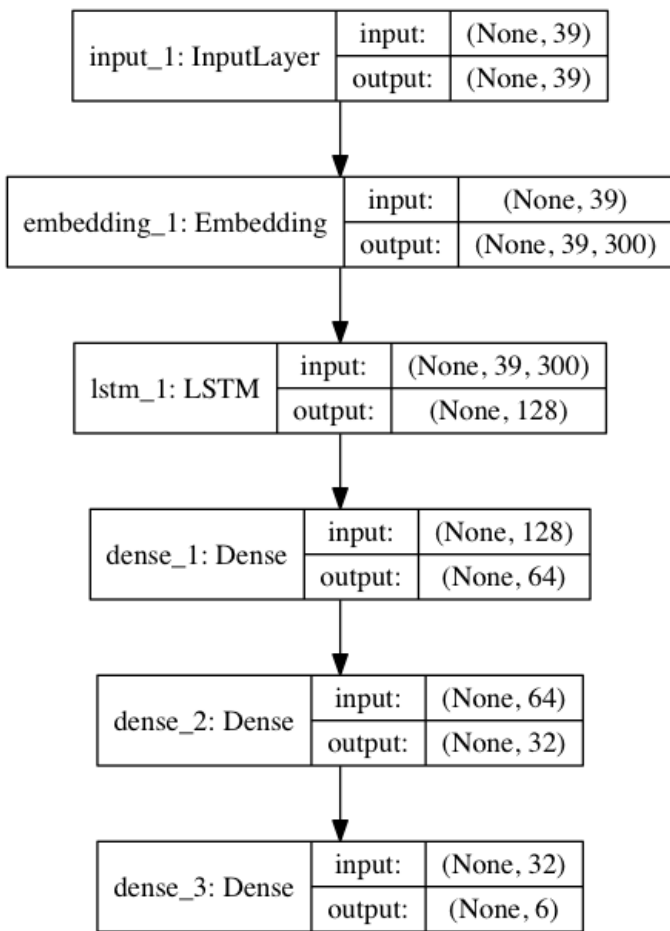 input_1: InputLayer
input: (None, 39)
output: (None, 39)
embedding_1: Embedding
input: (None, 39)
output: (None, 39, 300)
lstm_1: LSTM
input: (None, 39, 300)
output: (None, 128)
dense_1: Dense
input: (None, 128)
output: (None, 64)
dense_2: Dense
input: (None, 64)
output: (None, 32)
dense_3: Dense
input: (None, 32)
output: (None, 6)